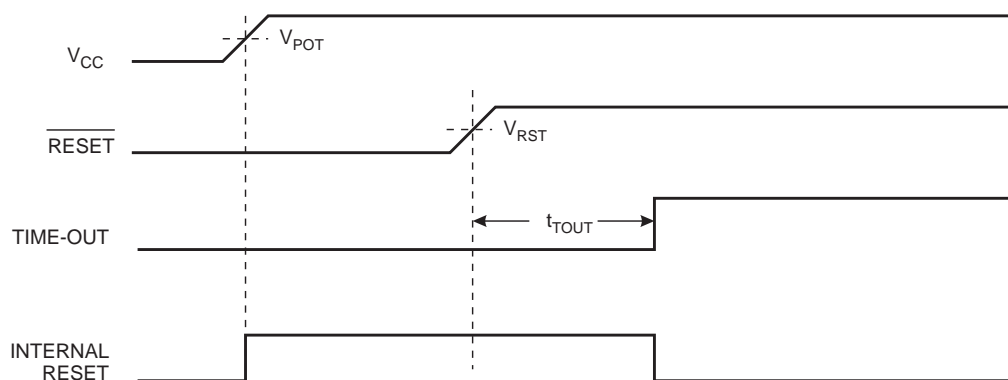 V_CC
V_POT
RESET
V_RST
TIME-OUT
t_TOUT
INTERNAL
RESET